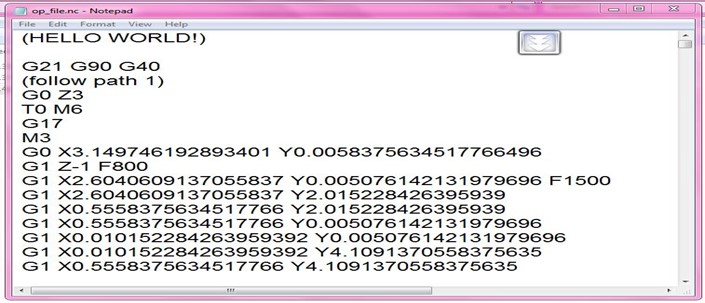 op_file.nc - Notepad
File Edit Format View Help
(HELLO WORLD!)
G21 G90 G40
(follow path 1)
G0 Z3
T0 M6
G17
M3
G0 X3.149746192893401 Y0.0058375634517766496
G1 Z-1 F800
G1 X2.6040609137055837 Y0.005076142131979696 F1500
G1 X2.6040609137055837 Y2.015228426395939
G1 X0.5558375634517766 Y2.015228426395939
G1 X0.5558375634517766 Y0.005076142131979696
G1 X0.010152284263959392 Y0.005076142131979696
G1 X0.010152284263959392 Y4.1091370558375635
G1 X0.5558375634517766 Y4.1091370558375635